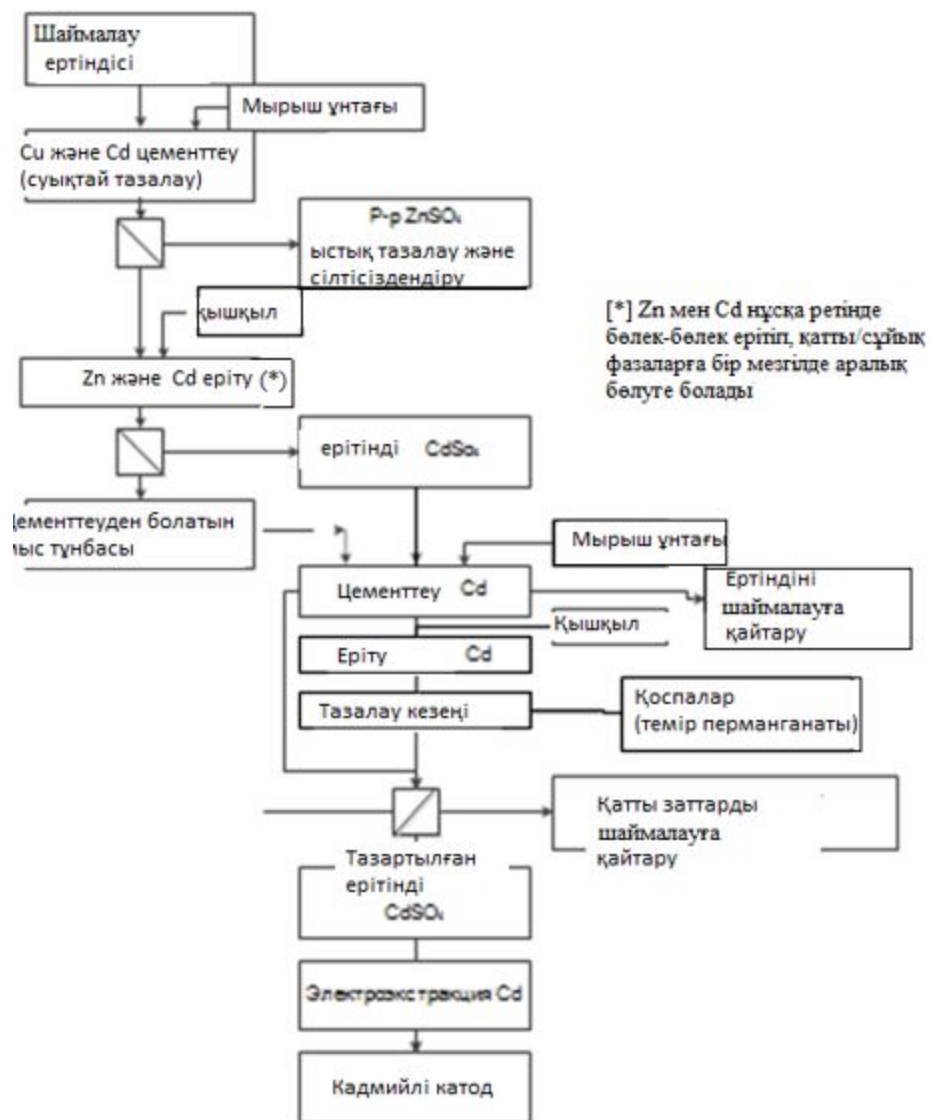 Шаймалау
ертіндісі
Мырыш ұнтағы
Cu және Cd цементтеу
(суықтай тазалау)
Р-р ZnSO₄
ыстық тазалау және
сілтісіздендіру
қышқыл
[*] Zn мен Cd нұсқа ретінде
бөлек-бөлек ерітіп, қатты/сұйық
фазаларға бір мезгілде аралық
бөлуге болады
Zn және Cd еріту (*)
ерітінді CdSo₄
Цементтеуден болатын
мыс тұнбасы
Мырыш ұнтағы
Цементтеу Cd
Ертіндіні
шаймалауға
қайтару
Қышқыл
Еріту Cd
Тазалау кезеңі
Қоспалар
(темір перманганаты)
Қатты заттарды
шаймалауға
қайтару
Тазартылған
ерітінді
CdSO₄
Электроэкстракция Cd
Кадмийлі катод